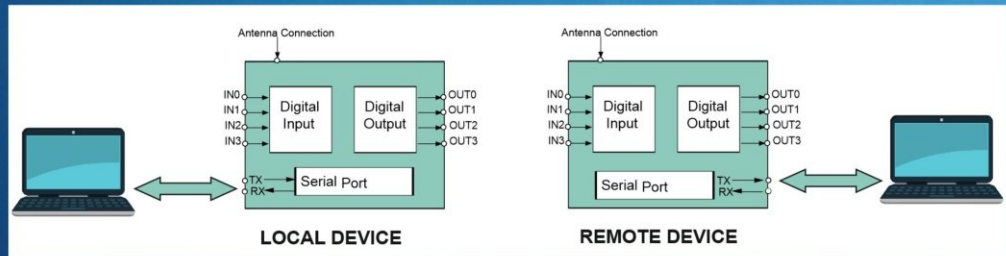 Antenna Connection
IN0
IN1
IN2
IN3
Digital
Input
Digital
Output
OUT0
OUT1
OUT2
OUT3
TX
RX
Serial Port
LOCAL DEVICE
Antenna Connection
IN0
IN1
IN2
IN3
Digital
Input
Digital
Output
OUT0
OUT1
OUT2
OUT3
Serial Port
TX
RX
REMOTE DEVICE